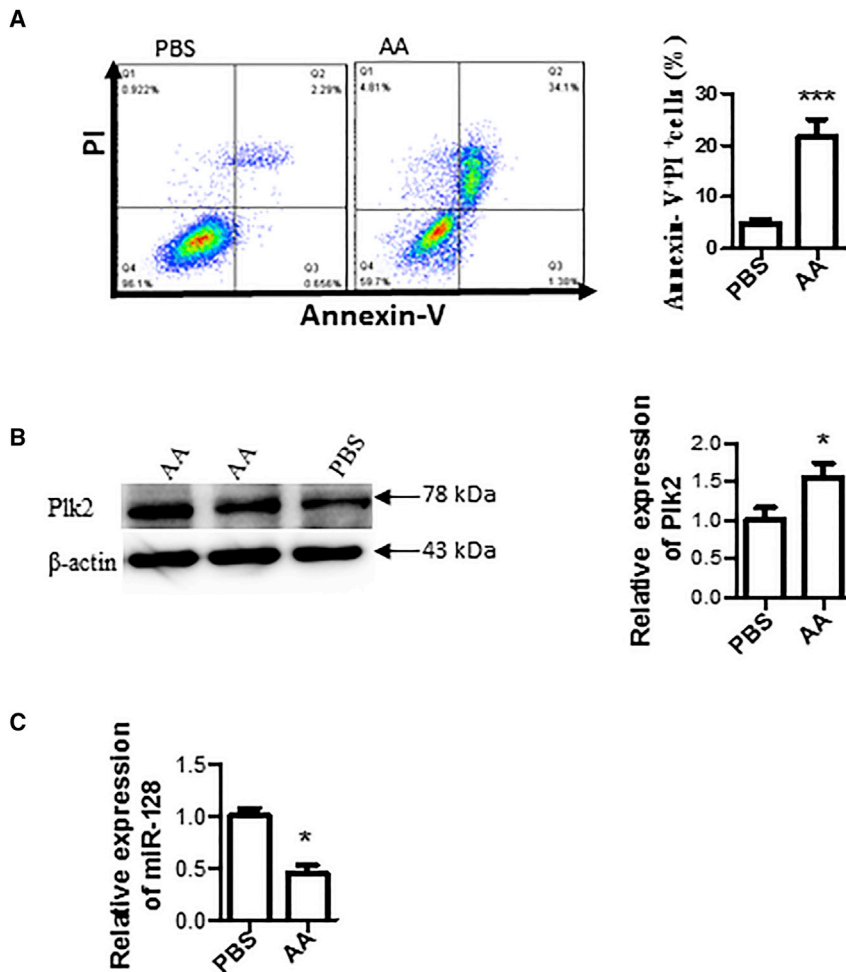 A
PBS
AA
Q1
0.922%
Q2
2.29%
Q4
96.1%
Q3
0.656%
Q1
4.81%
Q2
34.1%
Q4
59.7%
Q3
1.38%
PI
Annexin-V
Annexin- V⁺PI ⁺cells (%)
30
20
10
0
***
PBS
AA
B
AA
AA
PBS
Plk2
78 kDa
β-actin
43 kDa
Relative expression
of Plk2
2.0
1.5
1.0
0.5
0.0
*
PBS
AA
C
Relative expression
of miR-128
1.5
1.0
0.5
0.0
*
PBS
AA